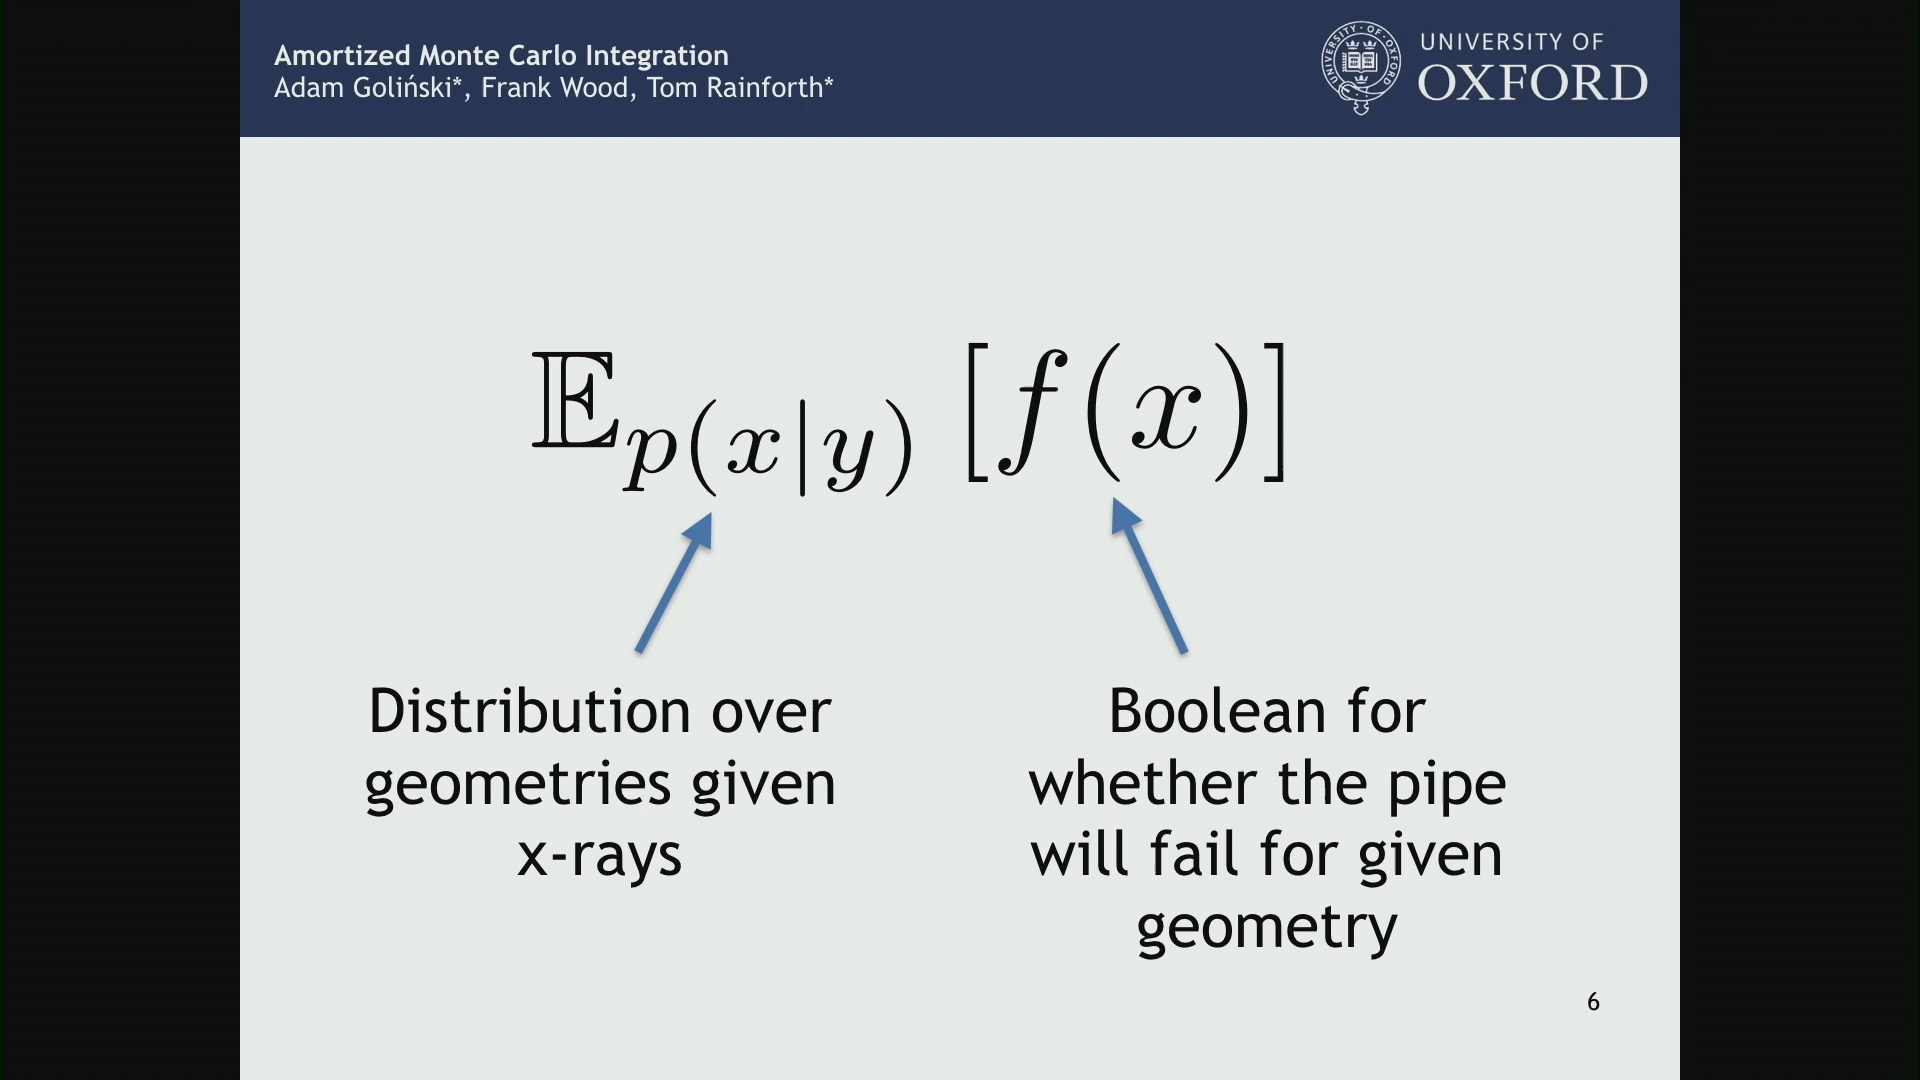 Amortized Monte Carlo Integration
Adam Goliński*, Frank Wood, Tom Rainforth*
UNIVERSITY OF
OXFORD
𝔼_{p(x|y)} [f(x)]
Distribution over
geometries given
x-rays
Boolean for
whether the pipe
will fail for given
geometry
6